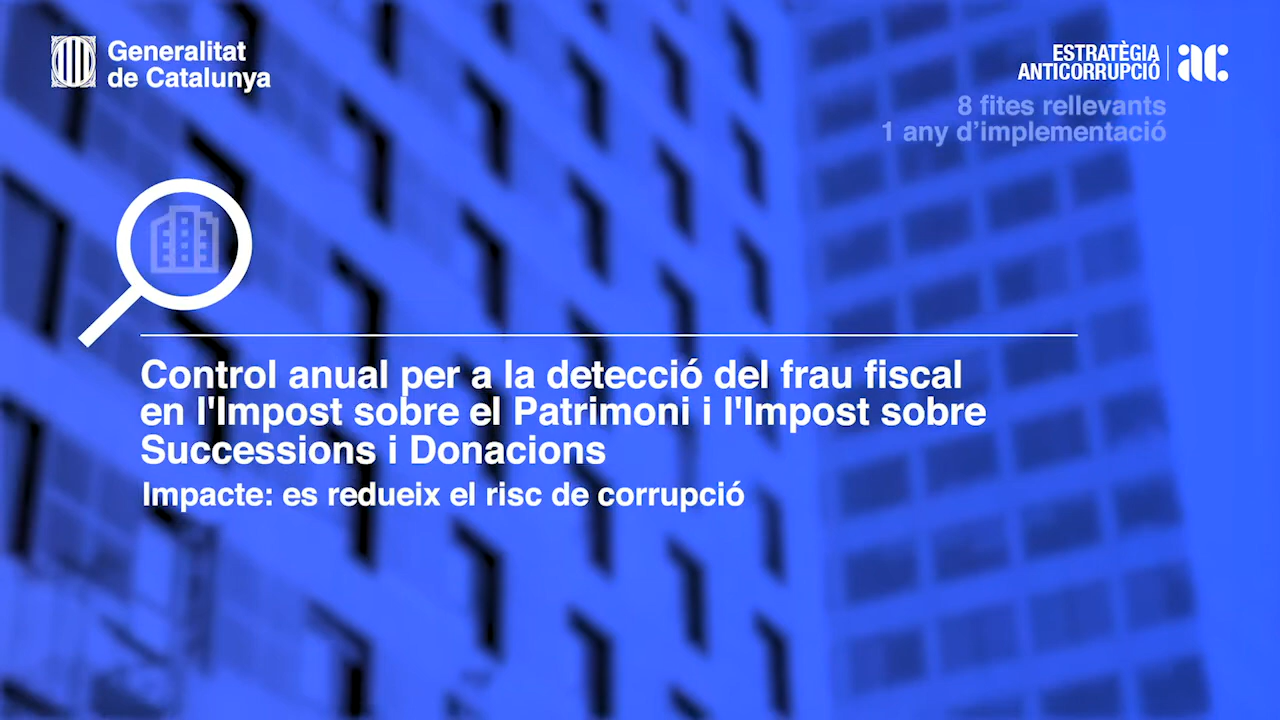 Generalitat
de Catalunya
ESTRATÈGIA
ANTICORRUPCIÓ
ac
8 fites rellevants
1 any d'implementació
Control anual per a la detecció del frau fiscal
en l'Impost sobre el Patrimoni i l'Impost sobre
Successions i Donacions
Impacte: es redueix el risc de corrupció